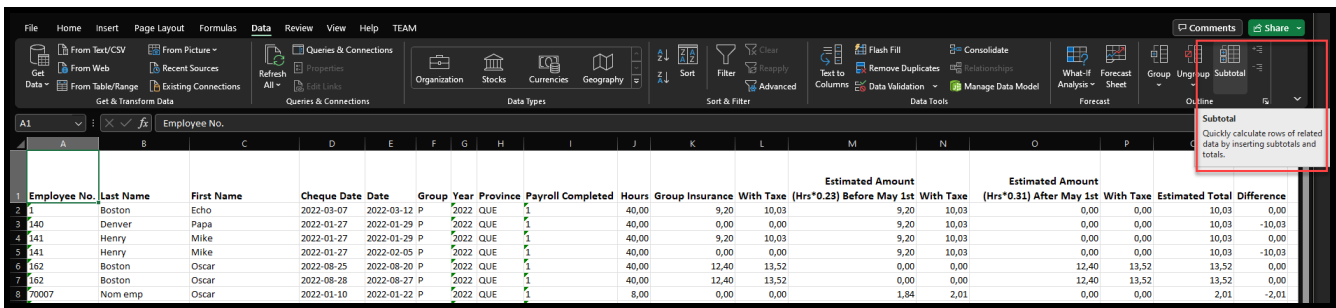 File Home Insert Page Layout Formulas Data Review View Help TEAM Comments Share
From Text/CSV From Picture Queries & Connections Clear Flash Fill Consolidate
From Web Recent Sources Properties Reapply Remove Duplicates Relationships
From Table/Range Existing Connections Edit Links Advanced Data Validation Manage Data Model
Get Data Refresh All Organization Stocks Currencies Geography Sort Filter Text to Columns What-If Analysis Forecast Sheet Group Ungroup Subtotal
Get & Transform Data Queries & Connections Data Types Sort & Filter Data Tools Forecast Outline
A1 fx Employee No.
Subtotal
Quickly calculate rows of related
data by inserting subtotals and
totals.
A B C D E F G H I J K L M N O P
1 Employee No. Last Name First Name Cheque Date Date Group Year Province Payroll Completed Hours Group Insurance With Taxe Estimated Amount (Hrs*0.23) Before May 1st With Taxe Estimated Amount (Hrs*0.31) After May 1st With Taxe Estimated Total Difference
2 1 Boston Echo 2022-03-07 2022-03-12 P 2022 QUE 1 40,00 9,20 10,03 9,20 10,03 0,00 0,00 10,03 0,00
3 140 Denver Papa 2022-01-27 2022-01-29 P 2022 QUE 1 40,00 0,00 0,00 9,20 10,03 0,00 0,00 10,03 -10,03
4 141 Henry Mike 2022-01-27 2022-01-29 P 2022 QUE 1 40,00 9,20 10,03 9,20 10,03 0,00 0,00 10,03 0,00
5 141 Henry Mike 2022-01-27 2022-02-05 P 2022 QUE 1 40,00 0,00 0,00 9,20 10,03 0,00 0,00 10,03 -10,03
6 162 Boston Oscar 2022-08-25 2022-08-20 P 2022 QUE 1 40,00 12,40 13,52 0,00 0,00 12,40 13,52 13,52 0,00
7 162 Boston Oscar 2022-08-28 2022-08-27 P 2022 QUE 1 40,00 12,40 13,52 0,00 0,00 12,40 13,52 13,52 0,00
8 70007 Nom emp Oscar 2022-01-10 2022-01-22 P 2022 QUE 1 8,00 0,00 0,00 1,84 2,01 0,00 0,00 2,01 -2,01